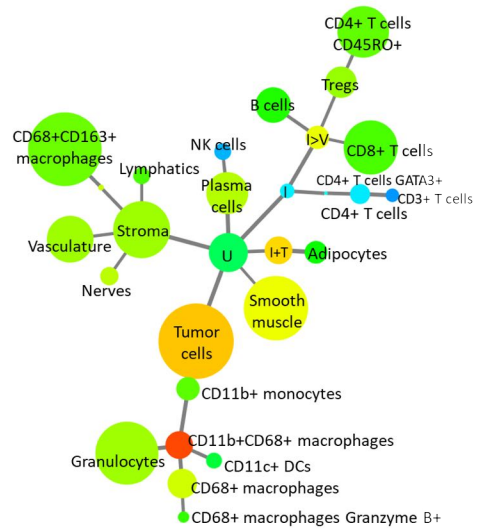 CD4+ T cells
CD45RO+
Tregs
B cells
I>V
CD8+ T cells
NK cells
CD68+CD163+
macrophages
Lymphatics
Plasma
cells
CD4+ T cells GATA3+
I
CD3+ T cells
CD4+ T cells
Stroma
Vasculature
U
I+T
Adipocytes
Nerves
Smooth
muscle
Tumor
cells
CD11b+ monocytes
CD11b+CD68+ macrophages
Granulocytes
CD11c+ DCs
CD68+ macrophages
CD68+ macrophages Granzyme B+